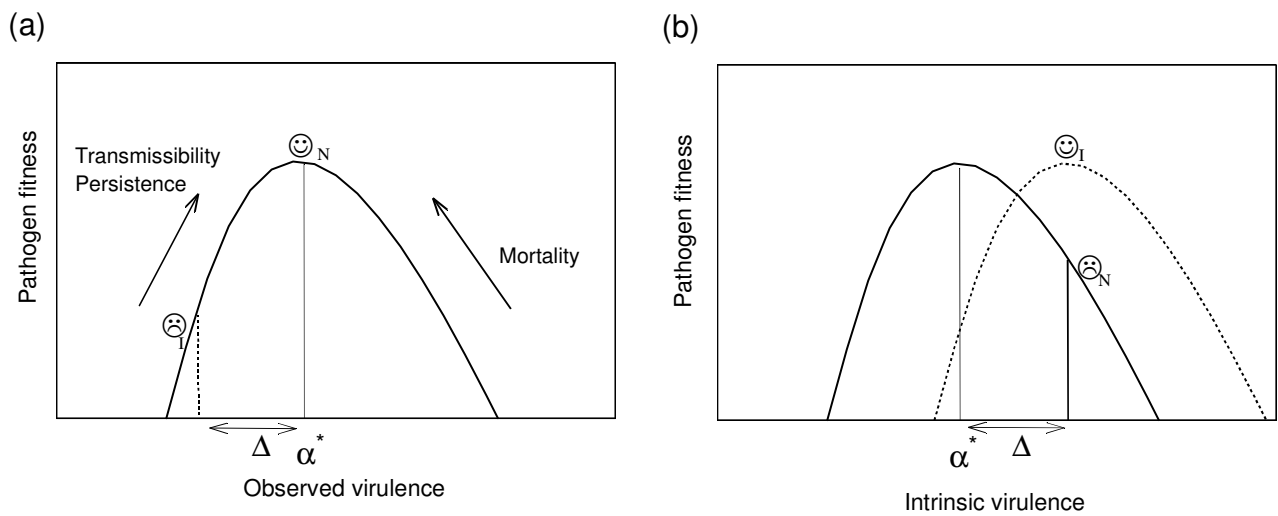 (a)
Pathogen fitness
Transmissibility
Persistence
N
I
Mortality
Δ α*
Observed virulence
(b)
Pathogen fitness
I
N
α* Δ
Intrinsic virulence